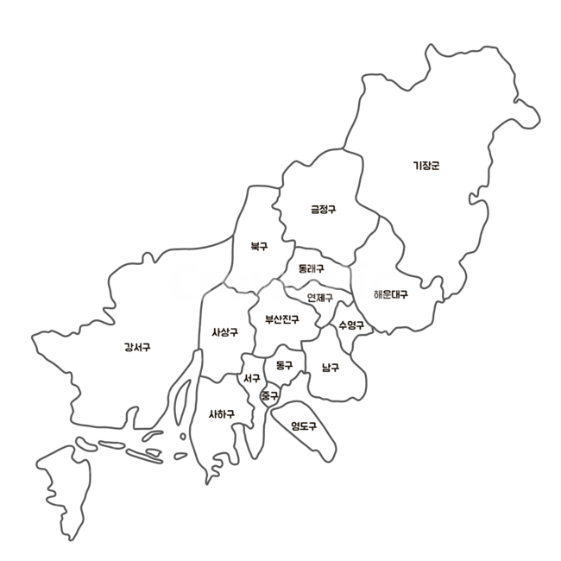 기장군
금정구
북구
동래구
해운대구
연제구
부산진구
수영구
사상구
강서구
동구
남구
서구
중구
사하구
영도구